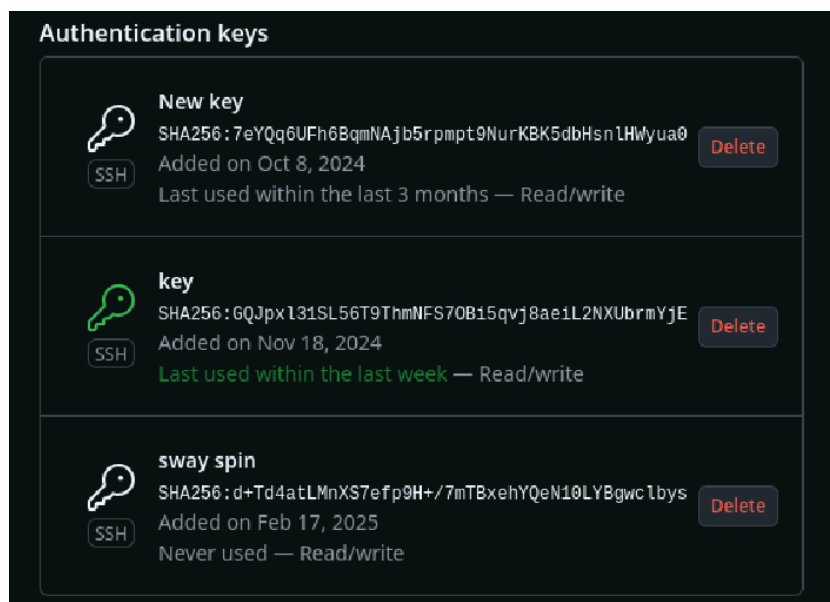 Authentication keys
New key
SHA256:7eYQq6UFh6BqmNAjb5rpmpt9NurKBK5dbHsnlHWyua0
Delete
SSH
Added on Oct 8, 2024
Last used within the last 3 months — Read/write
key
SHA256:GQJpxl31SL56T9ThmNFS7OBi5qvj8aeiL2NXUbrmYjE
Delete
SSH
Added on Nov 18, 2024
Last used within the last week — Read/write
sway spin
SHA256:d+Td4atLMnXS7efp9H+/7mTBxehYQeN10LYBgwclbys
Delete
SSH
Added on Feb 17, 2025
Never used — Read/write